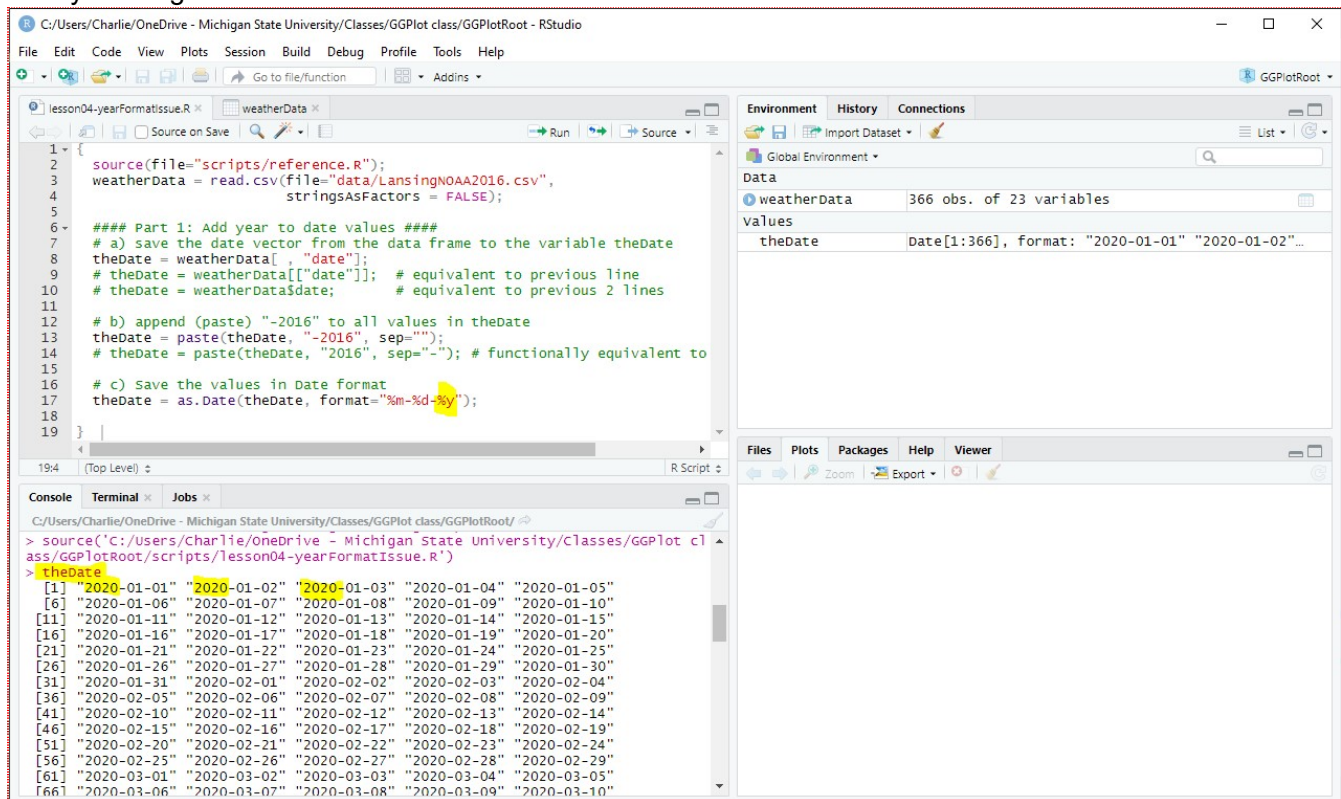 C:/Users/Charlie/OneDrive - Michigan State University/Classes/GGPlot class/GGPlotRoot - RStudio
File Edit Code View Plots Session Build Debug Profile Tools Help
Go to file/function Addins GGPlotRoot
lesson04-yearFormatIssue.R weatherData
Source on Save Run Source
1 {
2 source(file="scripts/reference.R");
3 weatherData = read.csv(file="data/LansingNOAA2016.csv",
4 stringsAsFactors = FALSE);
5
6 #### Part 1: Add year to date values ####
7 # a) save the date vector from the data frame to the variable theDate
8 theDate = weatherData[ , "date"];
9 # theDate = weatherData[["date"]]; # equivalent to previous line
10 # theDate = weatherData$date; # equivalent to previous 2 lines
11
12 # b) append (paste) "-2016" to all values in theDate
13 theDate = paste(theDate, "-2016", sep="");
14 # theDate = paste(theDate, "2016", sep="-"); # functionally equivalent to
15
16 # c) Save the values in Date format
17 theDate = as.Date(theDate, format="%m-%d-%y");
18
19 }
19:4 (Top Level) R Script
Console Terminal Jobs
C:/Users/Charlie/OneDrive - Michigan State University/Classes/GGPlot class/GGPlotRoot/
> source('C:/Users/Charlie/OneDrive - Michigan State University/Classes/GGPlot cl
ass/GGPlotRoot/scripts/lesson04-yearFormatIssue.R')
> theDate
[1] "2020-01-01" "2020-01-02" "2020-01-03" "2020-01-04" "2020-01-05"
[6] "2020-01-06" "2020-01-07" "2020-01-08" "2020-01-09" "2020-01-10"
[11] "2020-01-11" "2020-01-12" "2020-01-13" "2020-01-14" "2020-01-15"
[16] "2020-01-16" "2020-01-17" "2020-01-18" "2020-01-19" "2020-01-20"
[21] "2020-01-21" "2020-01-22" "2020-01-23" "2020-01-24" "2020-01-25"
[26] "2020-01-26" "2020-01-27" "2020-01-28" "2020-01-29" "2020-01-30"
[31] "2020-01-31" "2020-02-01" "2020-02-02" "2020-02-03" "2020-02-04"
[36] "2020-02-05" "2020-02-06" "2020-02-07" "2020-02-08" "2020-02-09"
[41] "2020-02-10" "2020-02-11" "2020-02-12" "2020-02-13" "2020-02-14"
[46] "2020-02-15" "2020-02-16" "2020-02-17" "2020-02-18" "2020-02-19"
[51] "2020-02-20" "2020-02-21" "2020-02-22" "2020-02-23" "2020-02-24"
[56] "2020-02-25" "2020-02-26" "2020-02-27" "2020-02-28" "2020-02-29"
[61] "2020-03-01" "2020-03-02" "2020-03-03" "2020-03-04" "2020-03-05"
[66] "2020-03-06" "2020-03-07" "2020-03-08" "2020-03-09" "2020-03-10"
Environment History Connections
Import Dataset List
Global Environment
Data
weatherData 366 obs. of 23 variables
Values
theDate Date[1:366], format: "2020-01-01" "2020-01-02"…
Files Plots Packages Help Viewer
Zoom Export